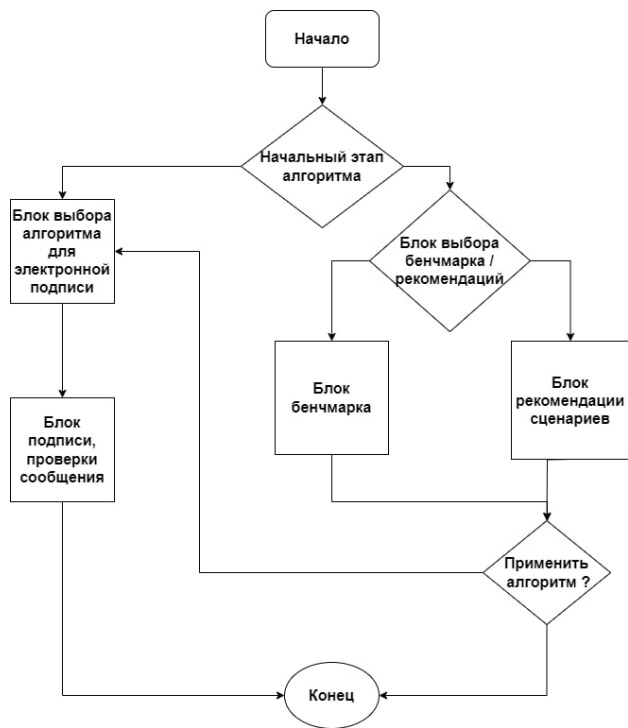 Начало
Начальный этап
алгоритма
Блок выбора
алгоритма
для
электронной
подписи
Блок выбора
бенчмарка /
рекомендаций
Блок
бенчмарка
Блок
рекомендации
сценариев
Блок
подписи,
проверки
сообщения
Применить
алгоритм ?
Конец